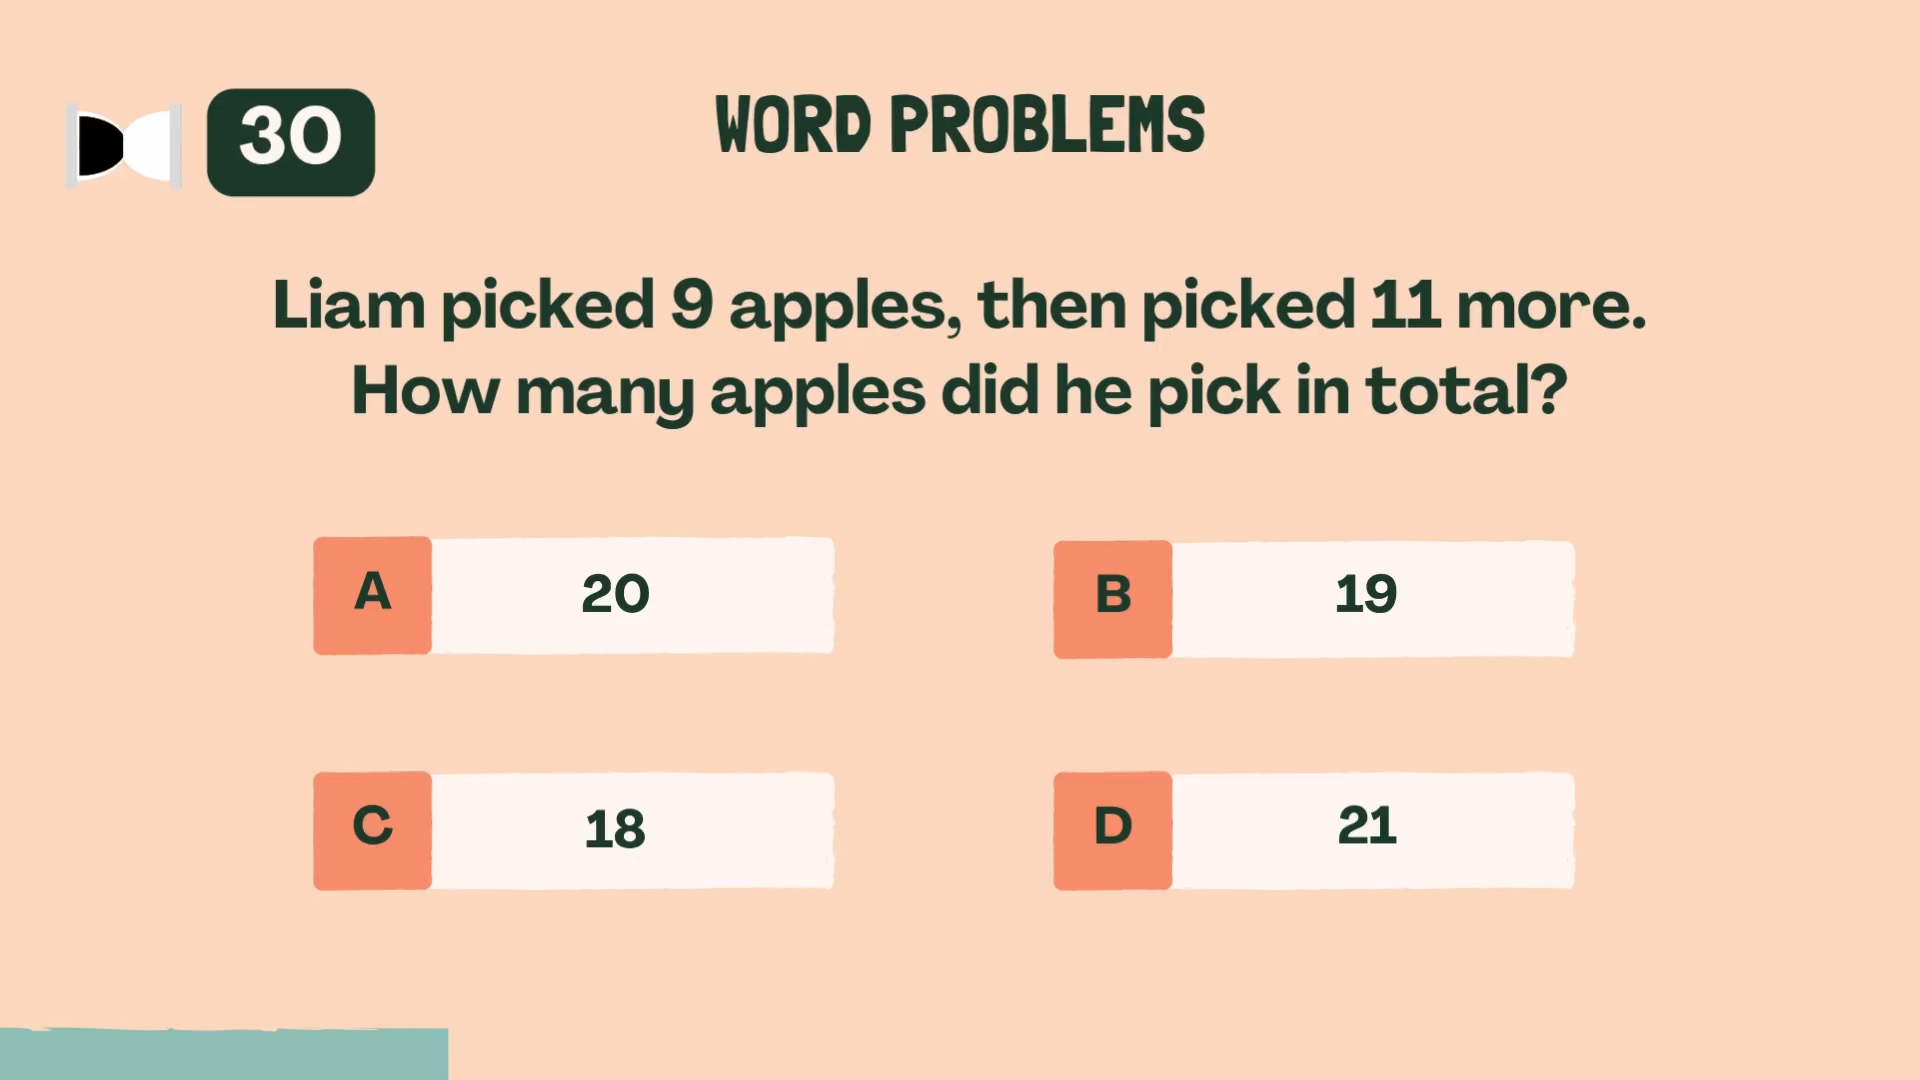 30
WORD PROBLEMS
Liam picked 9 apples, then picked 11 more.
How many apples did he pick in total?
A 20
B 19
C 18
D 21